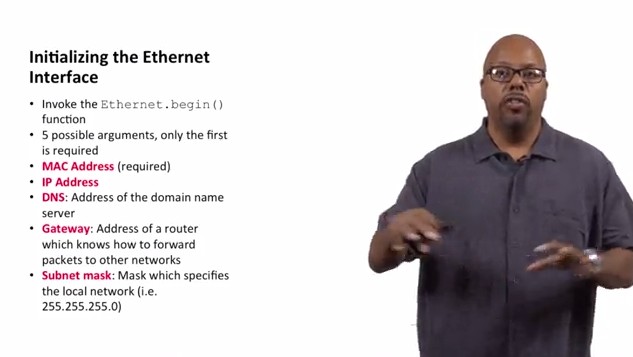 Initializing the Ethernet
Interface
• Invoke the Ethernet.begin()
function
• 5 possible arguments, only the first
is required
• MAC Address (required)
• IP Address
• DNS: Address of the domain name
server
• Gateway: Address of a router
which knows how to forward
packets to other networks
• Subnet mask: Mask which specifies
the local network (i.e.
255.255.255.0)